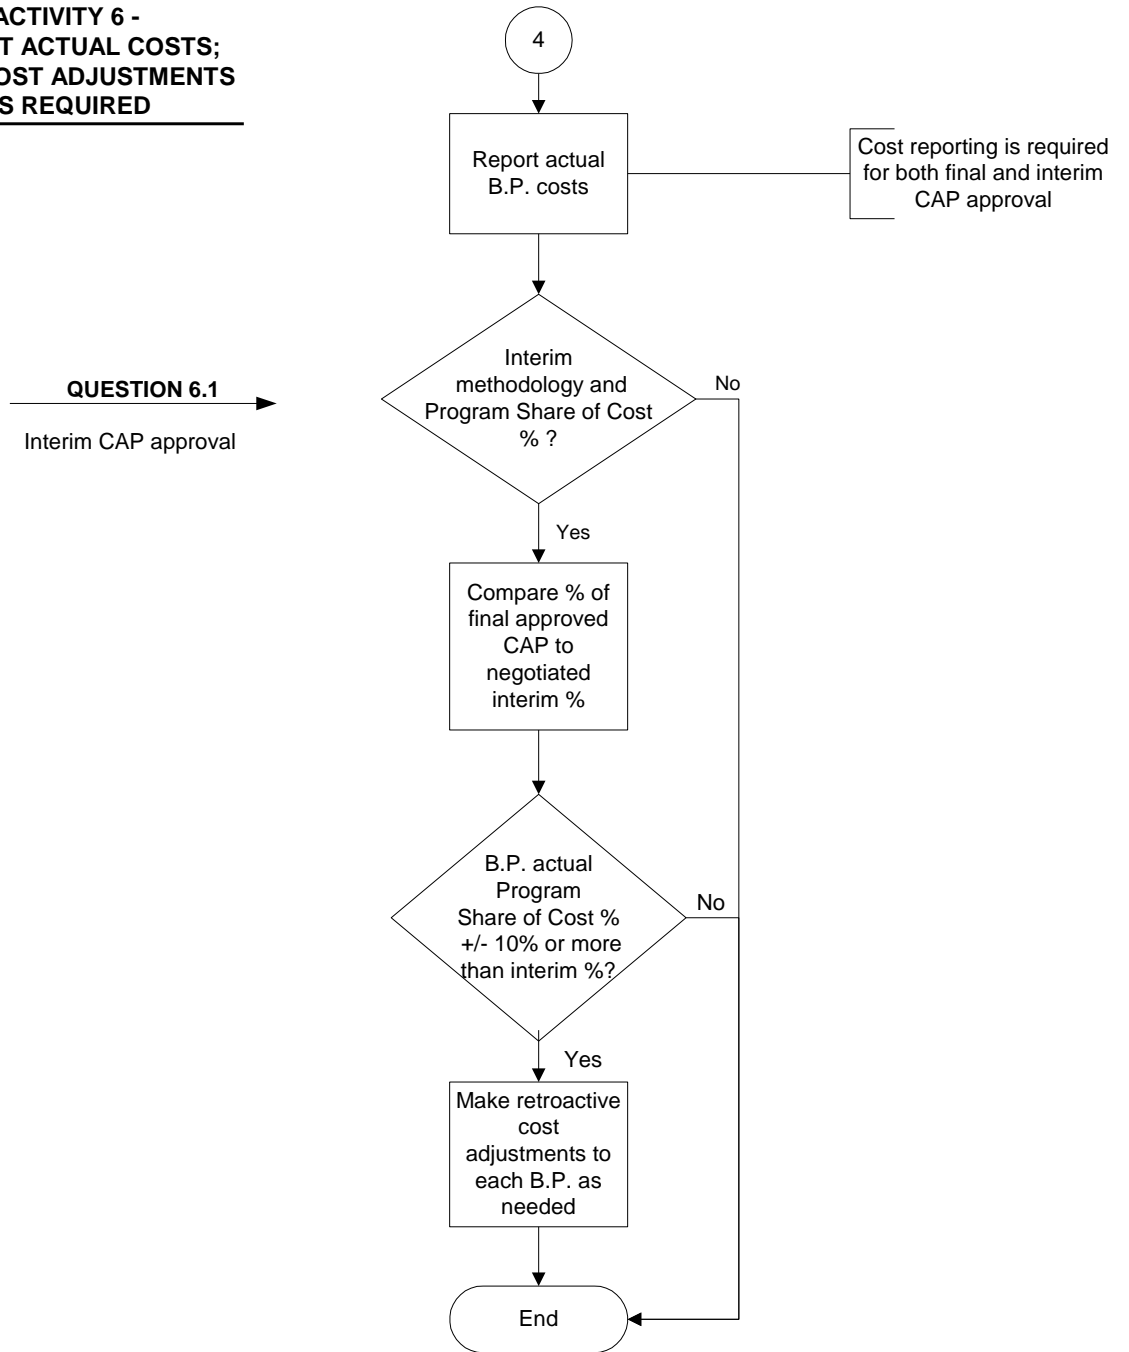 ACTIVITY 6 -
ACTUAL COSTS;
ADJUSTMENTS
REQUIRED
4
Report actual
B.P. costs
Cost reporting is required
for both final and interim
CAP approval
Interim
methodology and
Program Share of Cost
% ?
No
QUESTION 6.1
Interim CAP approval
Yes
Compare % of
final approved
CAP to
negotiated
interim %
B.P. actual
Program
Share of Cost %
+/- 10% or more
than interim %?
No
Yes
Make retroactive
cost
adjustments to
each B.P. as
needed
End